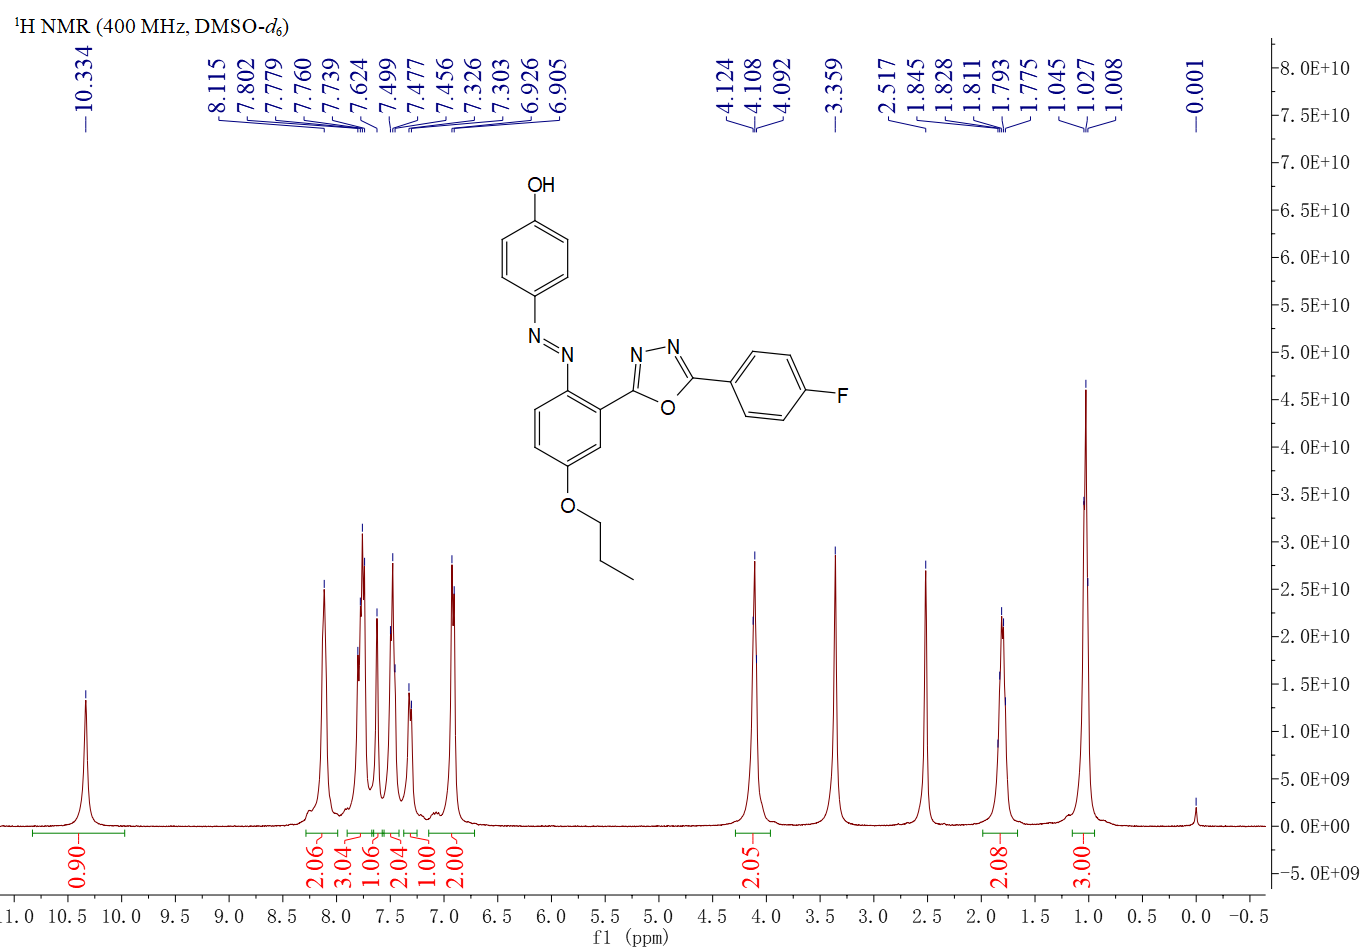 ¹H NMR (400 MHz, DMSO-d₆)
10.334
8.115
7.802
7.779
7.760
7.739
7.624
7.499
7.477
7.456
7.326
7.303
6.926
6.905
4.124
4.108
4.092
3.359
2.517
1.845
1.828
1.811
1.793
1.775
1.045
1.027
1.008
0.001
8.0E+10
7.5E+10
7.0E+10
6.5E+10
6.0E+10
5.5E+10
5.0E+10
4.5E+10
4.0E+10
3.5E+10
3.0E+10
2.5E+10
2.0E+10
1.5E+10
1.0E+10
5.0E+09
0.0E+00
-5.0E+09
OH
N
N
N
N
O
F
O
0.90
2.06
3.04
1.06
2.04
1.00
2.00
2.05
2.08
3.00
11.0 10.5 10.0 9.5 9.0 8.5 8.0 7.5 7.0 6.5 6.0 5.5 5.0 4.5 4.0 3.5 3.0 2.5 2.0 1.5 1.0 0.5 0.0 -0.5
f1 (ppm)